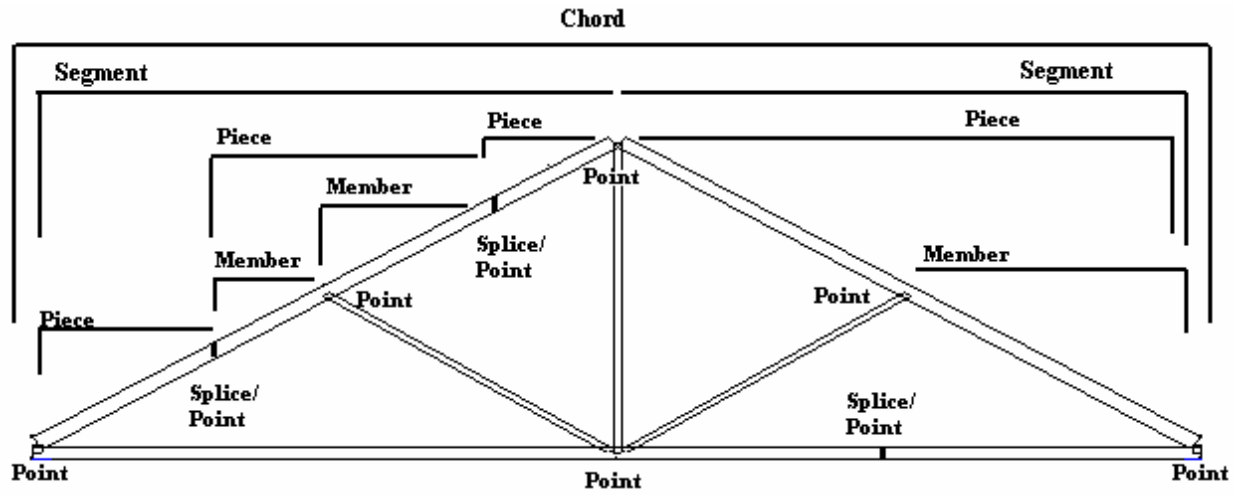 Chord
Segment
Segment
Piece
Piece
Piece
Point
Member
Splice/
Point
Member
Member
Point
Point
Piece
Splice/
Point
Splice/
Point
Point
Point
Point